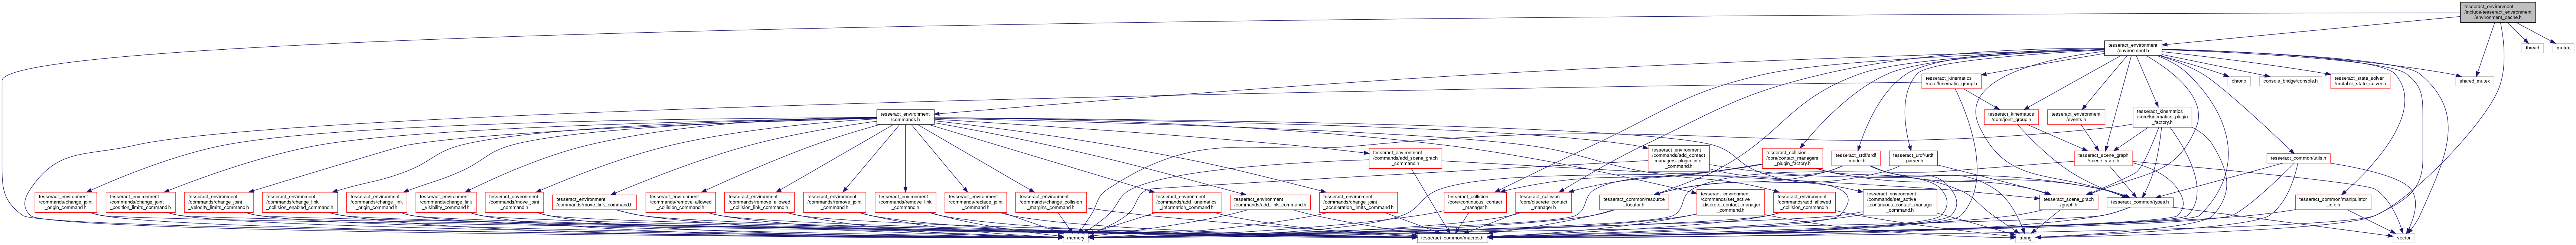 tesseract_environment
/include/tesseract_environment
/environment_cache.h
thread
mutex
tesseract_environment
/environment.h
tesseract_kinematics
/core/kinematic_group.h
chrono
console_bridge/console.h
tesseract_state_solver
/mutable_state_solver.h
shared_mutex
tesseract_environment
/commands.h
tesseract_kinematics
/core/joint_group.h
tesseract_environment
/events.h
tesseract_kinematics
/core/kinematics_plugin
_factory.h
tesseract_environment
/commands/add_scene_graph
_command.h
tesseract_environment
/commands/add_contact
_managers_plugin_info
_command.h
tesseract_collision
/core/contact_managers
_plugin_factory.h
tesseract_srdf/srdf
_model.h
tesseract_urdf/urdf
_parser.h
tesseract_scene_graph
/scene_state.h
tesseract_common/utils.h
tesseract_environment
/commands/change_joint
_origin_command.h
tesseract_environment
/commands/change_joint
_position_limits_command.h
tesseract_environment
/commands/change_joint
_velocity_limits_command.h
tesseract_environment
/commands/change_link
_collision_enabled_command.h
tesseract_environment
/commands/change_link
_origin_command.h
tesseract_environment
/commands/change_link
_visibility_command.h
tesseract_environment
/commands/move_joint
_command.h
tesseract_environment
/commands/move_link_command.h
tesseract_environment
/commands/remove_allowed
_collision_command.h
tesseract_environment
/commands/remove_allowed
_collision_link_command.h
tesseract_environment
/commands/remove_joint
_command.h
tesseract_environment
/commands/remove_link
_command.h
tesseract_environment
/commands/replace_joint
_command.h
tesseract_environment
/commands/change_collision
_margins_command.h
tesseract_environment
/commands/add_kinematics
_information_command.h
tesseract_environment
/commands/add_link_command.h
tesseract_environment
/commands/change_joint
_acceleration_limits_command.h
tesseract_collision
/core/continuous_contact
_manager.h
tesseract_collision
/core/discrete_contact
_manager.h
tesseract_common/resource
_locator.h
tesseract_environment
/commands/set_active
_discrete_contact_manager
_command.h
tesseract_environment
/commands/add_allowed
_collision_command.h
tesseract_environment
/commands/set_active
_continuous_contact_manager
_command.h
tesseract_scene_graph
/graph.h
tesseract_common/types.h
tesseract_common/manipulator
_info.h
memory
tesseract_common/macros.h
string
vector